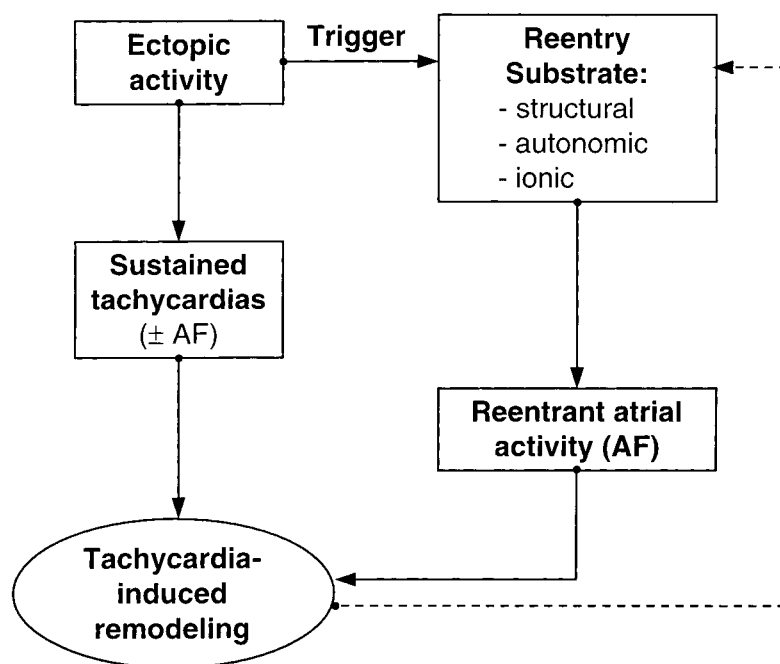 Ectopic
activity
Trigger
Reentry
Substrate:
- structural
- autonomic
- ionic
Sustained
tachycardias
(± AF)
Reentrant atrial
activity (AF)
Tachycardia-
induced
remodeling